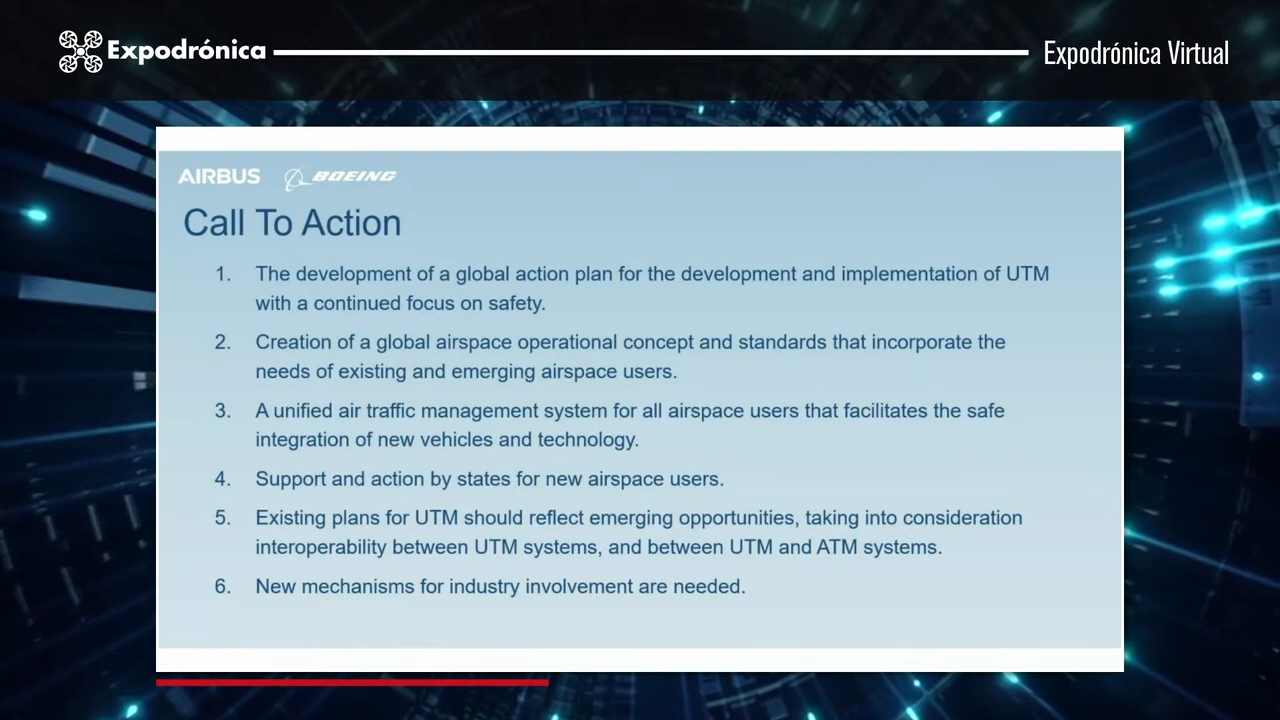 Expodrónica
Expodrónica Virtual
AIRBUS
BOEING
Call To Action
1. The development of a global action plan for the development and implementation of UTM
with a continued focus on safety.
2. Creation of a global airspace operational concept and standards that incorporate the
needs of existing and emerging airspace users.
3. A unified air traffic management system for all airspace users that facilitates the safe
integration of new vehicles and technology.
4. Support and action by states for new airspace users.
5. Existing plans for UTM should reflect emerging opportunities, taking into consideration
interoperability between UTM systems, and between UTM and ATM systems.
6. New mechanisms for industry involvement are needed.